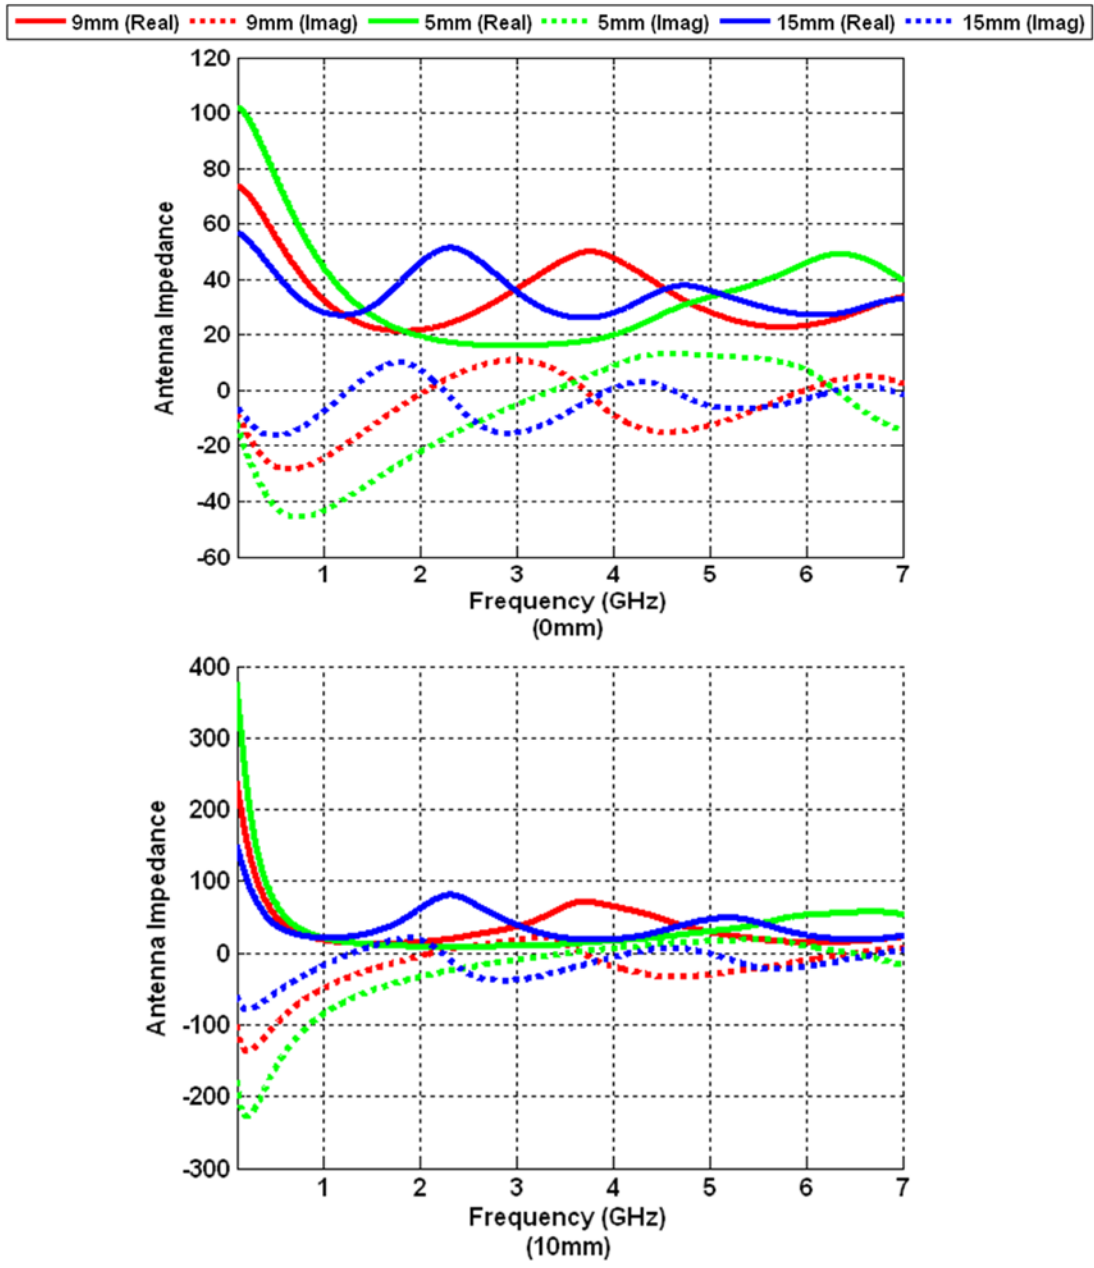 9mm (Real) 9mm (Imag) 5mm (Real) 5mm (Imag) 15mm (Real) 15mm (Imag)
120
100
80
60
40
20
0
-20
-40
-60
Antenna Impedance
1 2 3 4 5 6 7
Frequency (GHz)
(0mm)
400
300
200
100
0
-100
-200
-300
Antenna Impedance
1 2 3 4 5 6 7
Frequency (GHz)
(10mm)